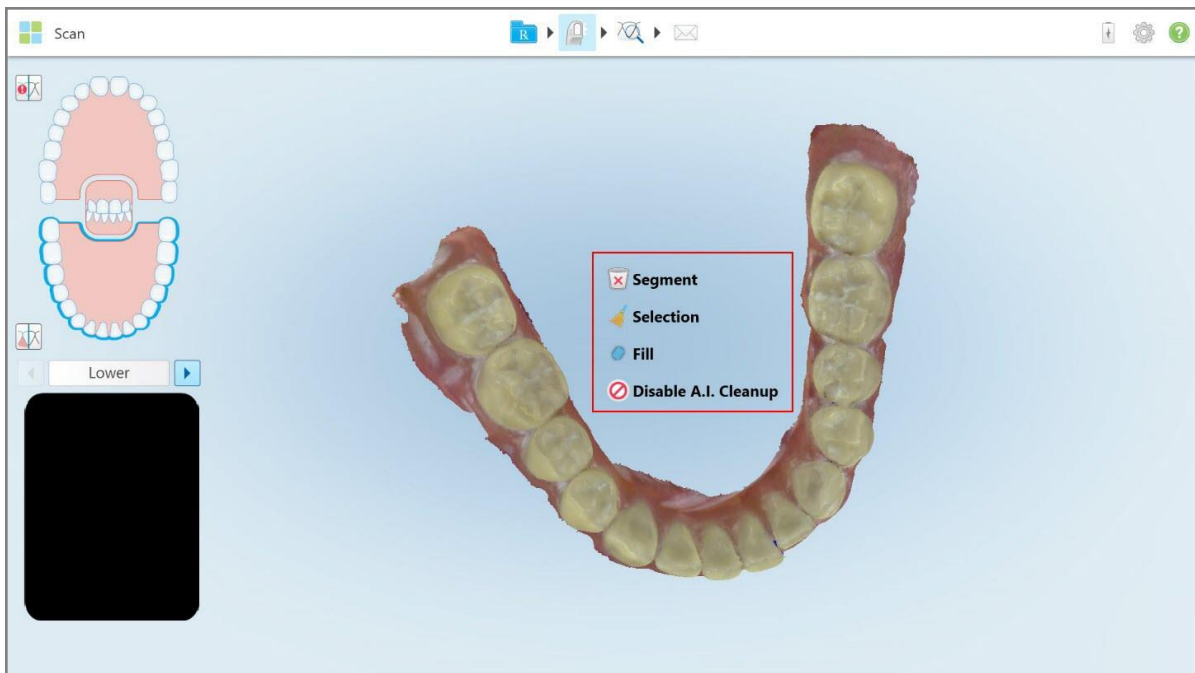 Scan
R
?
Lower
Segment
Selection
Fill
Disable A.I. Cleanup